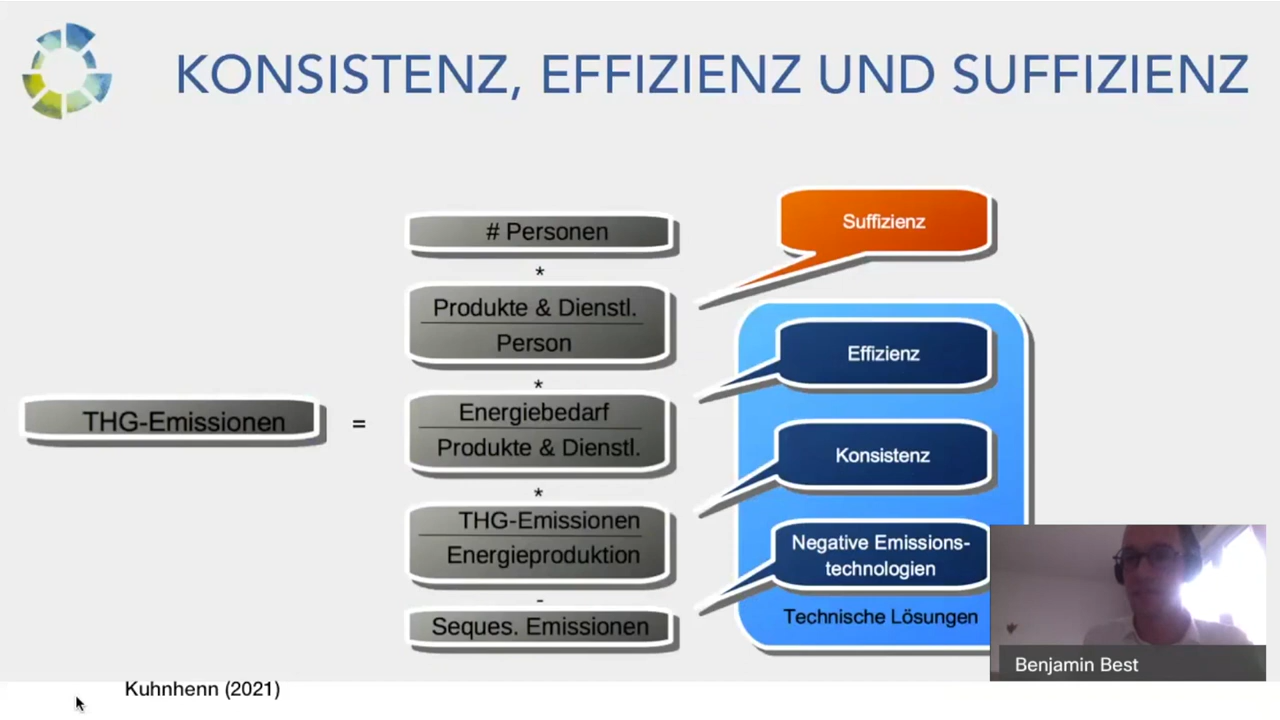 KONSISTENZ, EFFIZIENZ UND SUFFIZIENZ
THG-Emissionen
=
# Personen
*
Produkte & Dienstl.
Person
*
Energiebedarf
Produkte & Dienstl.
*
THG-Emissionen
Energieproduktion
-
Seques. Emissionen
Suffizienz
Effizienz
Konsistenz
Negative Emissions-
technologien
Technische Lösungen
Benjamin Best
Kuhnhenn (2021)